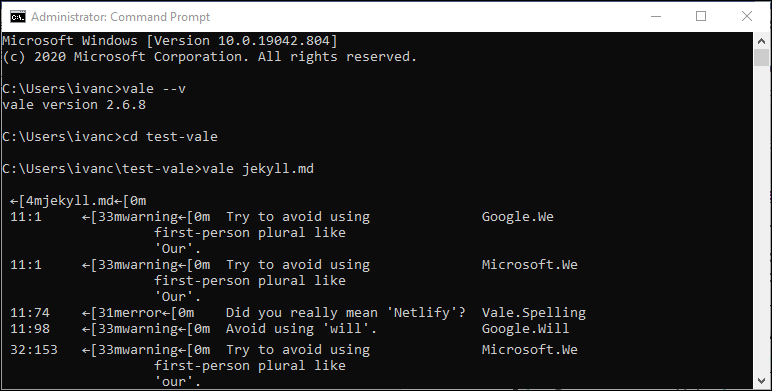 Administrator: Command Prompt
Microsoft Windows [Version 10.0.19042.804]
(c) 2020 Microsoft Corporation. All rights reserved.
C:\Users\ivanc>vale --v
vale version 2.6.8
C:\Users\ivanc>cd test-vale
C:\Users\ivanc\test-vale>vale jekyll.md
←[4mjekyll.md←[0m
11:1 ←[33mwarning←[0m Try to avoid using Google.We
first-person plural like
'Our'.
11:1 ←[33mwarning←[0m Try to avoid using Microsoft.We
first-person plural like
'Our'.
11:74 ←[31merror←[0m Did you really mean 'Netlify'? Vale.Spelling
11:98 ←[33mwarning←[0m Avoid using 'will'. Google.Will
32:153 ←[33mwarning←[0m Try to avoid using Microsoft.We
first-person plural like
'our'.